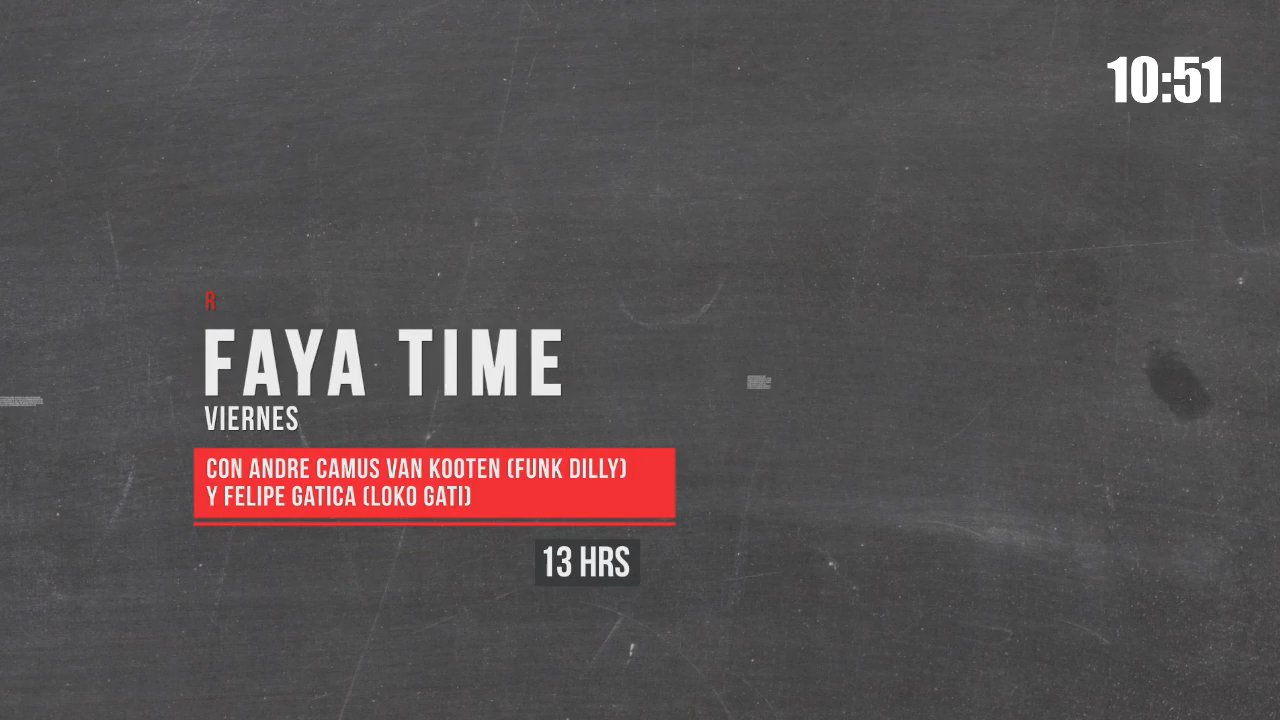 10:51
R
FAYA TIME
VIERNES
CON ANDRE CAMUS VAN KOOTEN (FUNK DILLY)
Y FELIPE GATICA (LOKO GATI)
13 HRS